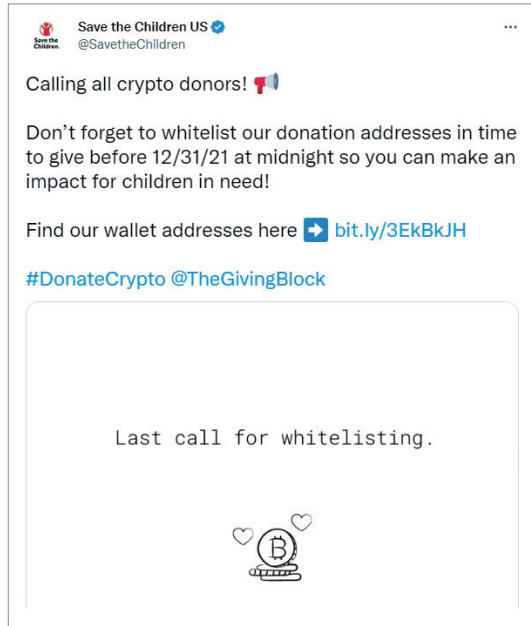 Save the Children.
Save the Children US
@SavetheChildren
Calling all crypto donors!
Don't forget to whitelist our donation addresses in time
to give before 12/31/21 at midnight so you can make an
impact for children in need!
Find our wallet addresses here ➡️ bit.ly/3EkBkJH
#DonateCrypto @TheGivingBlock
Last call for whitelisting.